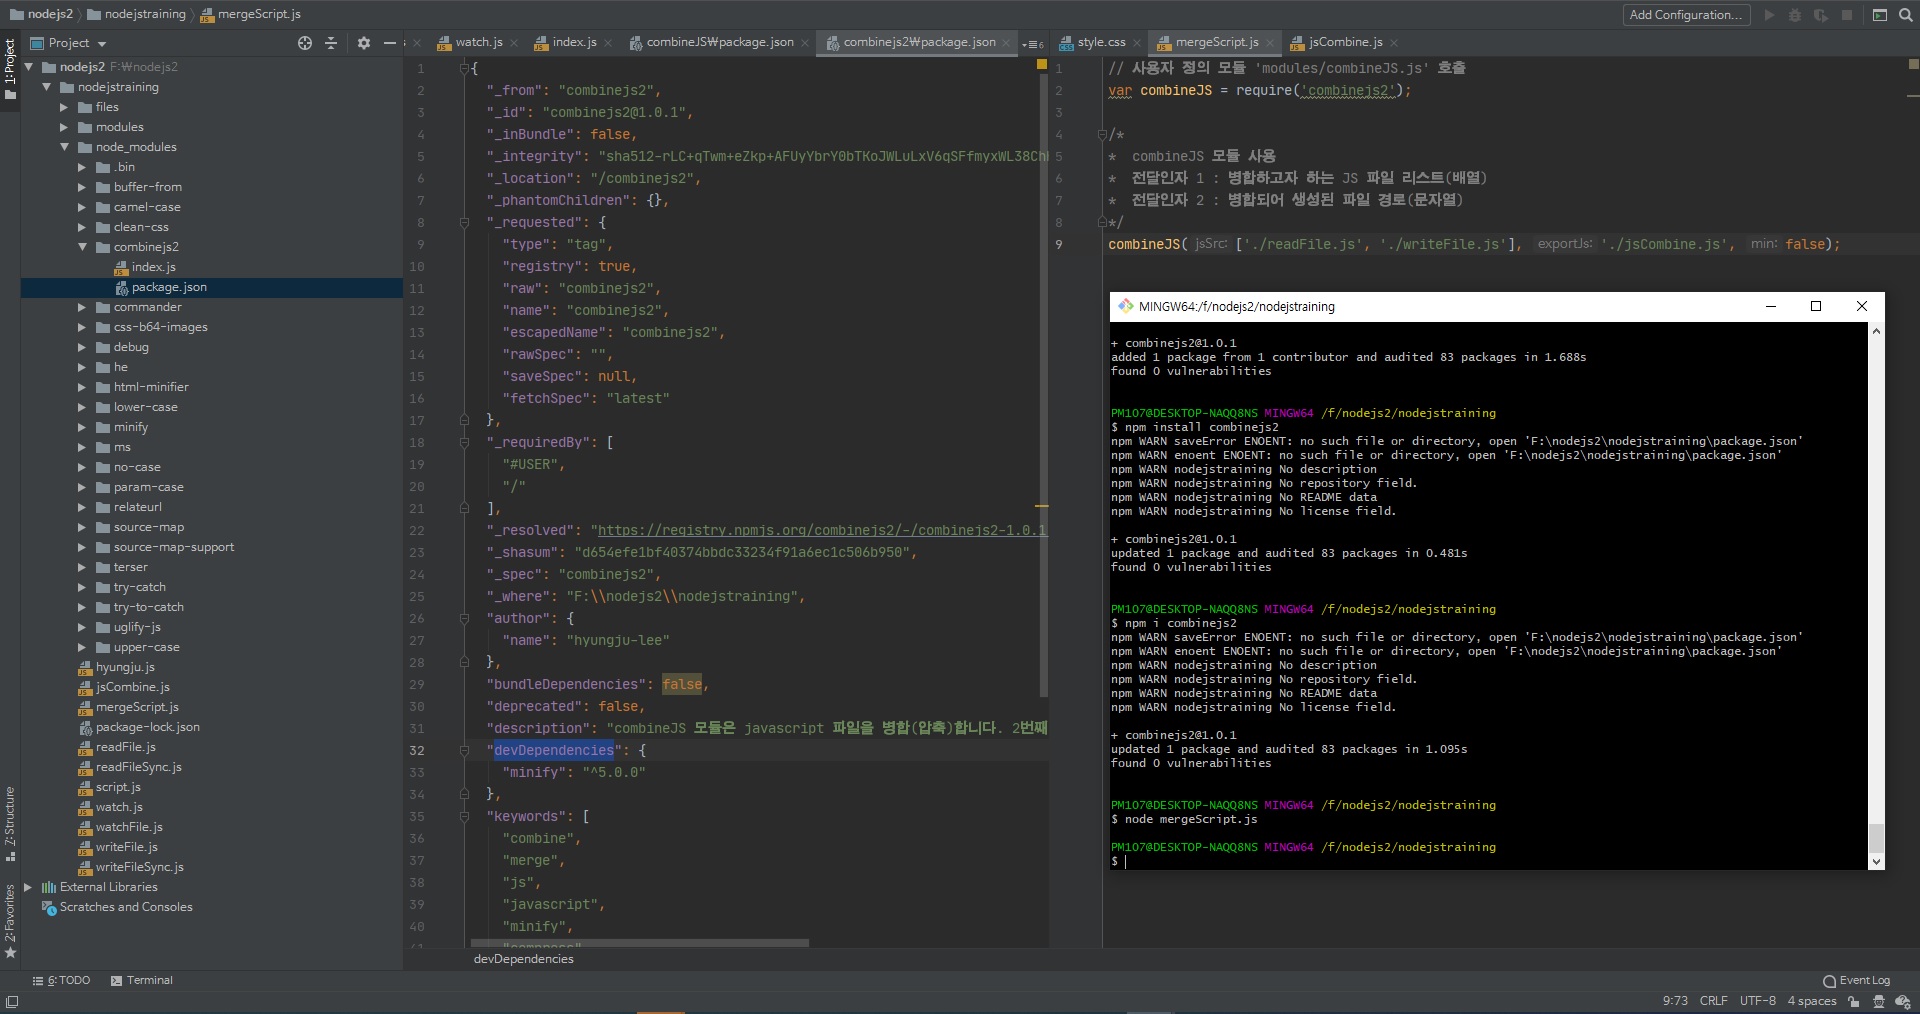 nodejs2
nodejstraining
mergeScript.js
Add Configuration...
1: Project
Project
nodejs2 F:₩nodejs2
nodejstraining
files
modules
node_modules
.bin
buffer-from
camel-case
clean-css
combinejs2
index.js
package.json
commander
css-b64-images
debug
he
html-minifier
lower-case
minify
ms
no-case
param-case
relateurl
source-map
source-map-support
terser
try-catch
try-to-catch
uglify-js
upper-case
hyungju.js
jsCombine.js
mergeScript.js
package-lock.json
readFile.js
readFileSync.js
script.js
watch.js
watchFile.js
writeFile.js
writeFileSync.js
External Libraries
Scratches and Consoles
Z: Structure
2: Favorites
watch.js
index.js
combineJS₩package.json
combinejs2₩package.json
6
1 {
2 "_from": "combinejs2",
3 "_id": "combinejs2@1.0.1",
4 "_inBundle": false,
5 "_integrity": "sha512-rLC+qTwm+eZkp+AFUyYbrY0bTKoJWLuLxV6qSFfmyxWL38Ch
6 "_location": "/combinejs2",
7 "_phantomChildren": {},
8 "_requested": {
9 "type": "tag",
10 "registry": true,
11 "raw": "combinejs2",
12 "name": "combinejs2",
13 "escapedName": "combinejs2",
14 "rawSpec": "",
15 "saveSpec": null,
16 "fetchSpec": "latest"
17 },
18 "_requiredBy": [
19 "#USER",
20 "/"
21 ],
22 "_resolved": "https://registry.npmjs.org/combinejs2/-/combinejs2-1.0.1
23 "_shasum": "d654efe1bf40374bbdc33234f91a6ec1c506b950",
24 "_spec": "combinejs2",
25 "_where": "F:\\nodejs2\\nodejstraining",
26 "author": {
27 "name": "hyungju-lee"
28 },
29 "bundleDependencies": false,
30 "deprecated": false,
31 "description": "combineJS 모듈은 javascript 파일을 병합(압축)합니다. 2번째
32 "devDependencies": {
33 "minify": "^5.0.0"
34 },
35 "keywords": [
36 "combine",
37 "merge",
38 "js",
39 "javascript",
40 "minify",
41 "compress"
devDependencies
style.css
mergeScript.js
jsCombine.js
1 // 사용자 정의 모듈 'modules/combineJS.js' 호출
2 var combineJS = require('combinejs2');
3
4 /*
5 * combineJS 모듈 사용
6 * 전달인자 1 : 병합하고자 하는 JS 파일 리스트(배열)
7 * 전달인자 2 : 병합되어 생성된 파일 경로(문자열)
8 */
9 combineJS( jsSrc: ['./readFile.js', './writeFile.js'], exportJs: './jsCombine.js', min: false);
MINGW64:/f/nodejs2/nodejstraining
+ combinejs2@1.0.1
added 1 package from 1 contributor and audited 83 packages in 1.688s
found 0 vulnerabilities
PM107@DESKTOP-NAQQ8NS MINGW64 /f/nodejs2/nodejstraining
$ npm install combinejs2
npm WARN saveError ENOENT: no such file or directory, open 'F:\nodejs2\nodejstraining\package.json'
npm WARN enoent ENOENT: no such file or directory, open 'F:\nodejs2\nodejstraining\package.json'
npm WARN nodejstraining No description
npm WARN nodejstraining No repository field.
npm WARN nodejstraining No README data
npm WARN nodejstraining No license field.
+ combinejs2@1.0.1
updated 1 package and audited 83 packages in 0.481s
found 0 vulnerabilities
PM107@DESKTOP-NAQQ8NS MINGW64 /f/nodejs2/nodejstraining
$ npm i combinejs2
npm WARN saveError ENOENT: no such file or directory, open 'F:\nodejs2\nodejstraining\package.json'
npm WARN enoent ENOENT: no such file or directory, open 'F:\nodejs2\nodejstraining\package.json'
npm WARN nodejstraining No description
npm WARN nodejstraining No repository field.
npm WARN nodejstraining No README data
npm WARN nodejstraining No license field.
+ combinejs2@1.0.1
updated 1 package and audited 83 packages in 1.095s
found 0 vulnerabilities
PM107@DESKTOP-NAQQ8NS MINGW64 /f/nodejs2/nodejstraining
$ node mergeScript.js
PM107@DESKTOP-NAQQ8NS MINGW64 /f/nodejs2/nodejstraining
$
6: TODO
Terminal
Event Log
9:73 CRLF UTF-8 4 spaces